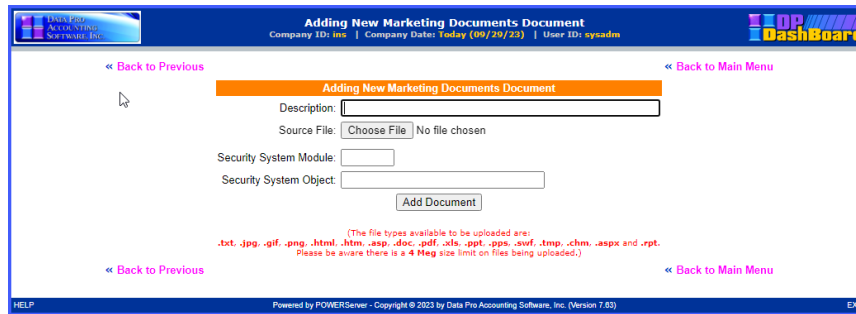 DATA PRO
ACCOUNTING
SOFTWARE, INC.
Adding New Marketing Documents Document
Company ID: ins | Company Date: Today (09/29/23) | User ID: sysadm
DP
DashBoard
« Back to Previous
« Back to Main Menu
Adding New Marketing Documents Document
Description:
Source File: Choose File No file chosen
Security System Module:
Security System Object:
Add Document
(The file types available to be uploaded are:
.txt, .jpg, .gif, .png, .html, .htm, .asp, .doc, .pdf, .xls, .ppt, .pps, .swf, .tmp, .chm, .aspx and .rpt.
Please be aware there is a 4 Meg size limit on files being uploaded.)
« Back to Previous
« Back to Main Menu
HELP
Powered by POWERServer - Copyright © 2023 by Data Pro Accounting Software, Inc. (Version 7.63)
EX